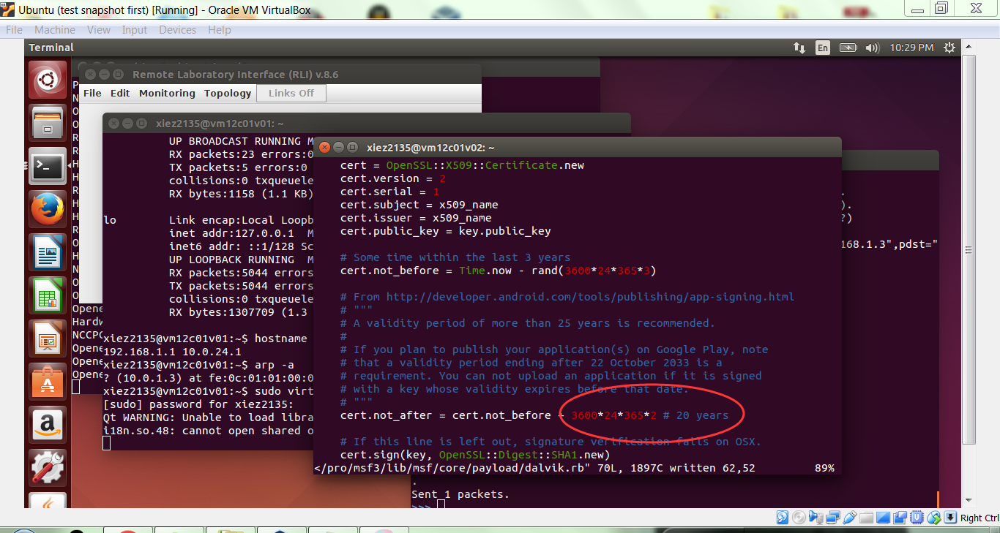 Ubuntu (test snapshot first) [Running] - Oracle VM VirtualBox
File Machine View Input Devices Help
Terminal
En
10:29 PM
Remote Laboratory Interface (RLI) v.8.6
File Edit Monitoring Topology Links Off
xiez2135@vm12c01v01: ~
UP BROADCAST RUNNING M
RX packets:23 errors:0
TX packets:5 errors:0
collisions:0 txqueuele
RX bytes:1158 (1.1 KB)
lo Link encap:Local Loopb
inet addr:127.0.0.1 M
inet6 addr: ::1/128 Sc
UP LOOPBACK RUNNING M
RX packets:5044 errors
TX packets:5044 errors
collisions:0 txqueuele
RX bytes:1307709 (1.3
xiez2135@vm12c01v01:~$ hostname
192.168.1.1 10.0.24.1
xiez2135@vm12c01v01:~$ arp -a
? (10.0.1.3) at fe:0c:01:01:00:0
xiez2135@vm12c01v01:~$ sudo virt
[sudo] password for xiez2135:
Qt WARNING: Unable to load libra
i18n.so.48: cannot open shared o
Opene
Hardw
NCCPC
Opene
Opene
Opene
xiez2135@vm12c01v02: ~
cert = OpenSSL::X509::Certificate.new
cert.version = 2
cert.serial = 1
cert.subject = x509_name
cert.issuer = x509_name
cert.public_key = key.public_key
# Some time within the last 3 years
cert.not_before = Time.now - rand(3600*24*365*3)
# From http://developer.android.com/tools/publishing/app-signing.html
# """
# A validity period of more than 25 years is recommended.
#
# If you plan to publish your application(s) on Google Play, note
# that a validity period ending after 22 October 2033 is a
# requirement. You can not upload an application if it is signed
# with a key whose validity expires before that date.
# """
cert.not_after = cert.not_before + 3600*24*365*2 # 20 years
# If this line is left out, signature verification fails on OSX.
cert.sign(key, OpenSSL::Digest::SHA1.new)
</pro/msf3/lib/msf/core/payload/dalvik.rb" 70L, 1897C written 62,52 89%
).
?)
168.1.3",pdst="
.
Sent 1 packets.
>>>
Right Ctrl